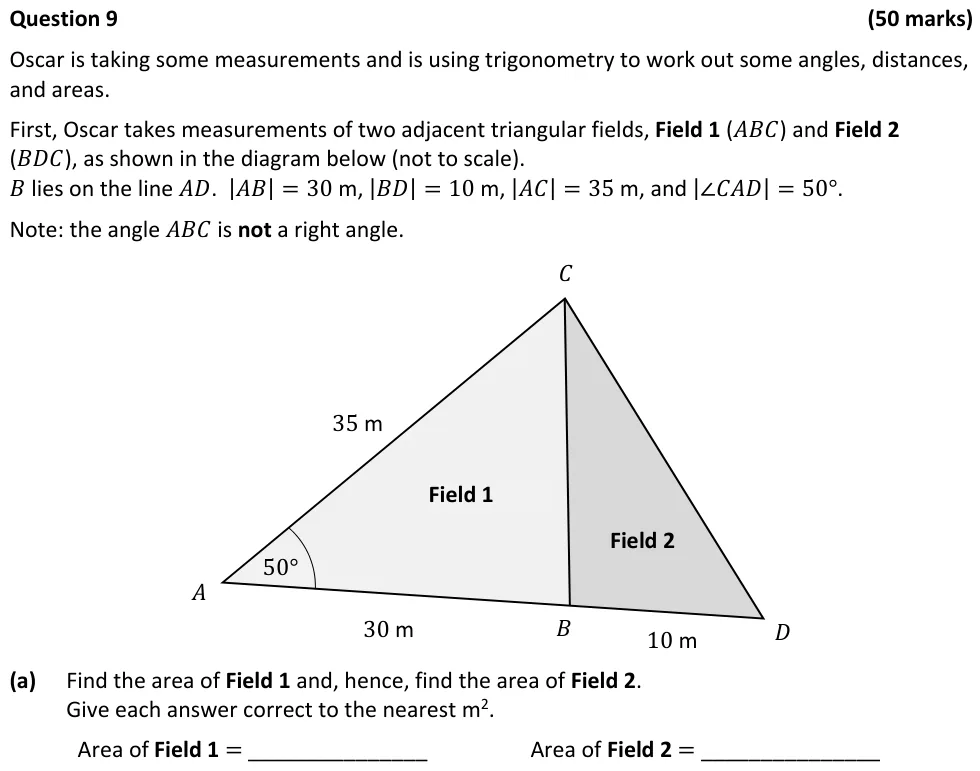 Question 9 (50 marks)
Oscar is taking some measurements and is using trigonometry to work out some angles, distances,
and areas.
First, Oscar takes measurements of two adjacent triangular fields, Field 1 (ABC) and Field 2
(BDC), as shown in the diagram below (not to scale).
B lies on the line AD. |AB| = 30 m, |BD| = 10 m, |AC| = 35 m, and |∠CAD| = 50°.
Note: the angle ABC is not a right angle.
C
35 m
Field 1
Field 2
50°
A
30 m
B
10 m
D
(a) Find the area of Field 1 and, hence, find the area of Field 2.
Give each answer correct to the nearest m².
Area of Field 1 = _______________ Area of Field 2 = _______________